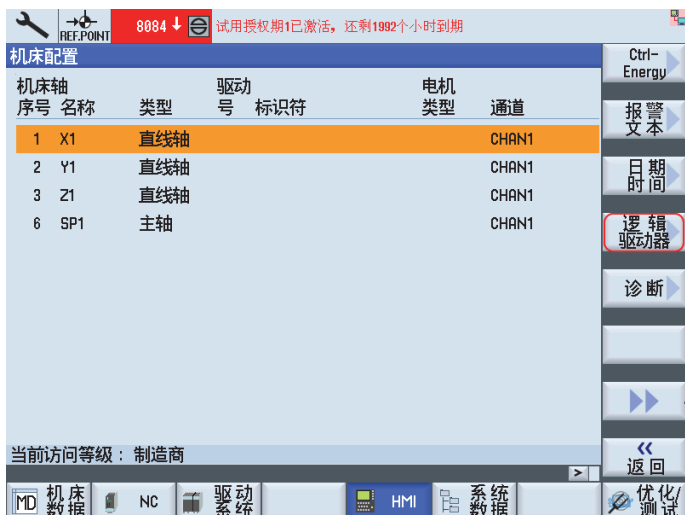 REF.POINT 8084 试用授权期1已激活，还剩1992个小时到期
机床配置
机床轴 驱动 电机
序号 名称 类型 号 标识符 类型 通道
1 X1 直线轴 CHAN1
2 Y1 直线轴 CHAN1
3 Z1 直线轴 CHAN1
6 SP1 主轴 CHAN1
当前访问等级：制造商
>
Ctrl-
Energy
报警
文本
日期
时间
逻辑
驱动器
诊断
返回
MD 机床
数据
NC
驱动
系统
HMI
系统
数据
优化/
测试